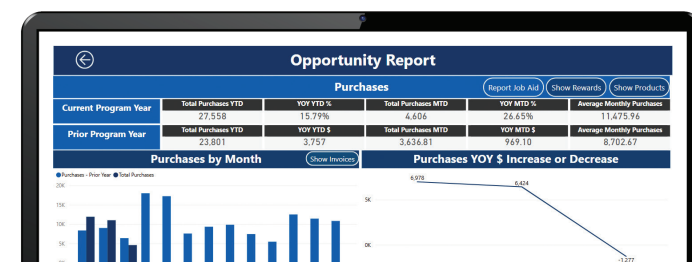 Opportunity Report
Purchases
Report Job Aid Show Rewards Show Products
Current Program Year
Total Purchases YTD YOY YTD % Total Purchases MTD YOY MTD % Average Monthly Purchases
27,558 15.79% 4,606 26.65% 11,475.96
Prior Program Year
Total Purchases YTD YOY YTD $ Total Purchases MTD YOY MTD $ Average Monthly Purchases
23,801 3,757 3,636.81 969.10 8,702.67
Purchases by Month Show Invoices
Purchases YOY $ Increase or Decrease
Purchases - Prior Year Total Purchases
20K
15K
10K
5K
6,978
6,424
5K
0K
-1,277